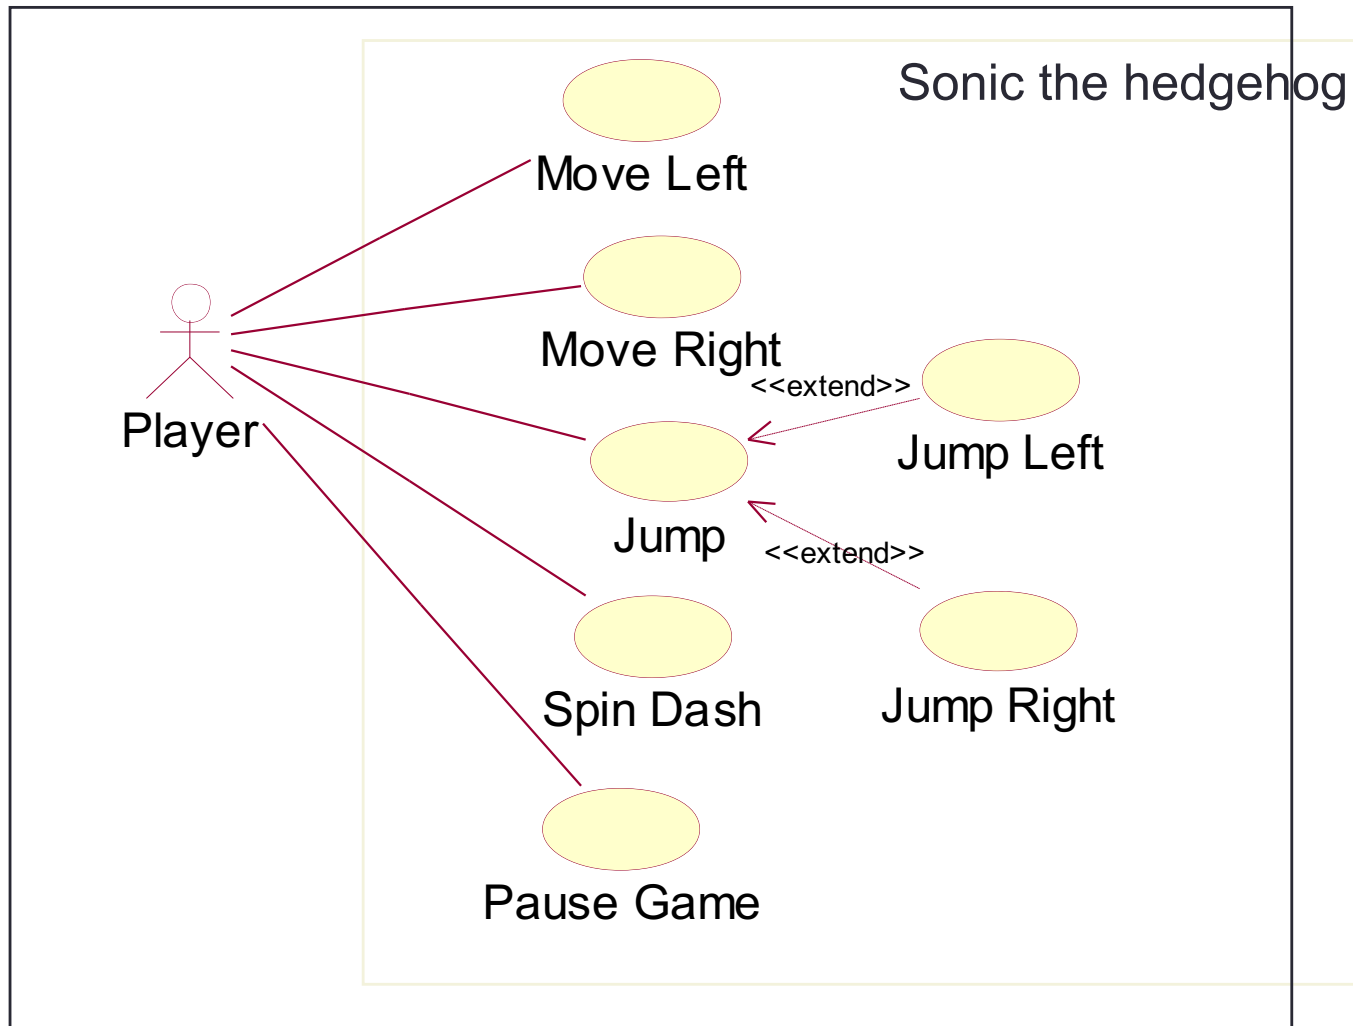 Sonic the hedgehog
Move Left
Move Right
<<extend>>
Player
Jump Left
Jump
<<extend>>
Spin Dash
Jump Right
Pause Game